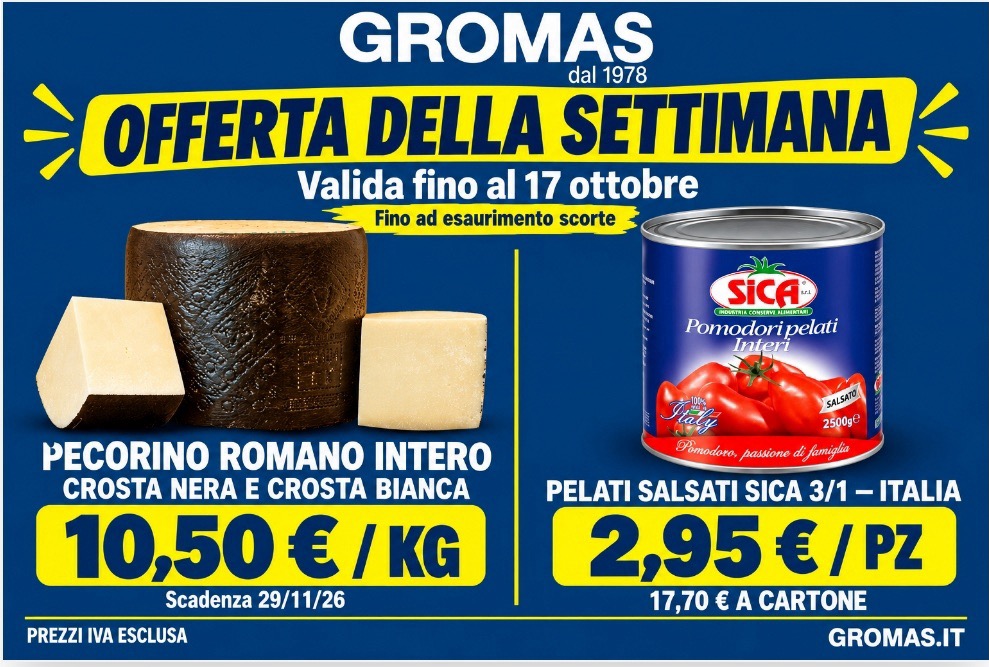 GROMAS
dal 1978
OFFERTA DELLA SETTIMANA
Valida fino al 17 ottobre
Fino ad esaurimento scorte
SICA® s.r.l.
INDUSTRIA CONSERVE ALIMENTARI
Pomodori pelati
Interi
100%
Italy
SALSATO
2500g℮
Pomodoro, passione di famiglia
PECORINO ROMANO INTERO
CROSTA NERA E CROSTA BIANCA
10,50 € / KG
Scadenza 29/11/26
PELATI SALSATI SICA 3/1 – ITALIA
2,95 € / PZ
17,70 € A CARTONE
PREZZI IVA ESCLUSA
GROMAS.IT